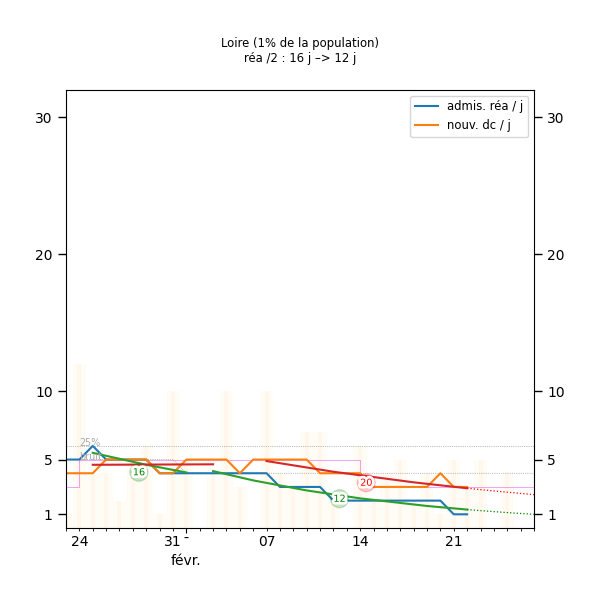 Loire (1% de la population)
réa /2 : 16 j –> 12 j
admis. réa / j
nouv. dc / j
30 30
20 20
10 10
25%
5 5
16
20
12
1 1
24 31 - 07 14 21
févr.